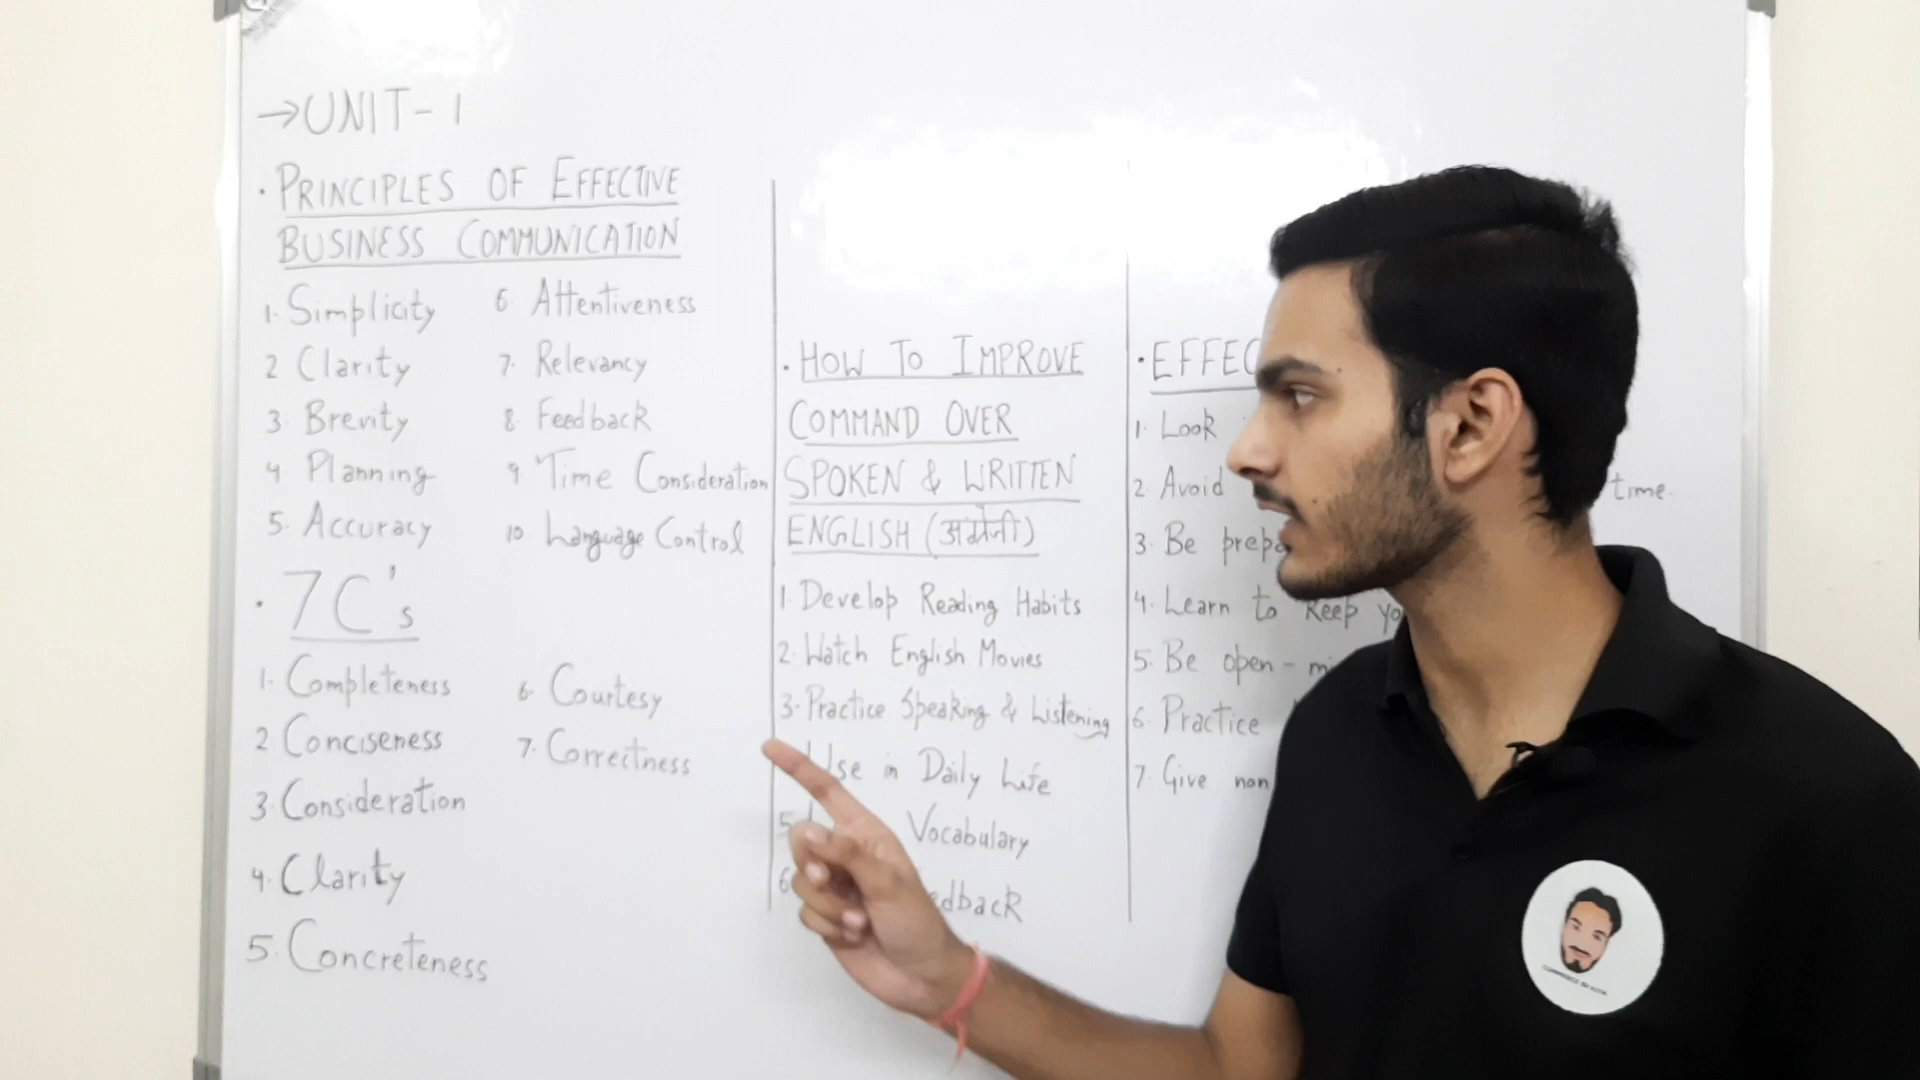 →UNIT-1
• PRINCIPLES OF EFFECTIVE
BUSINESS COMMUNICATION
1. Simplicity
2 Clarity
3. Brevity
4 Planning
5. Accuracy
6. Attentiveness
7. Relevancy
8. Feedback
9 Time Consideration
10 Language Control
• 7C's
1. Completeness
2 Conciseness
3. Consideration
4. Clarity
5. Concreteness
6. Courtesy
7. Correctness
• HOW TO IMPROVE
COMMAND OVER
SPOKEN & WRITTEN
ENGLISH
1. Develop Reading Habits
2. Watch English Movies
3. Practice Speaking & Listening
Use in Daily Life
5 Vocabulary
6
•
1. Look
2. Avoid time.
3. Be
4. Learn to Keep
5. Be open-
6. Practice
7. Give